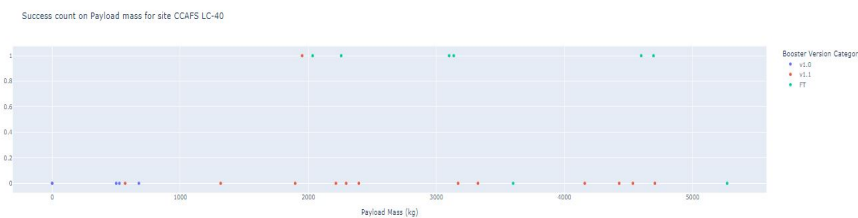 Success count on Payload mass for site CCAFS LC-40
Booster Version Categor
v1.0
v1.1
FT
1
0.8
0.6
0.4
0.2
0
0
1000
2000
3000
4000
5000
Payload Mass (kg)